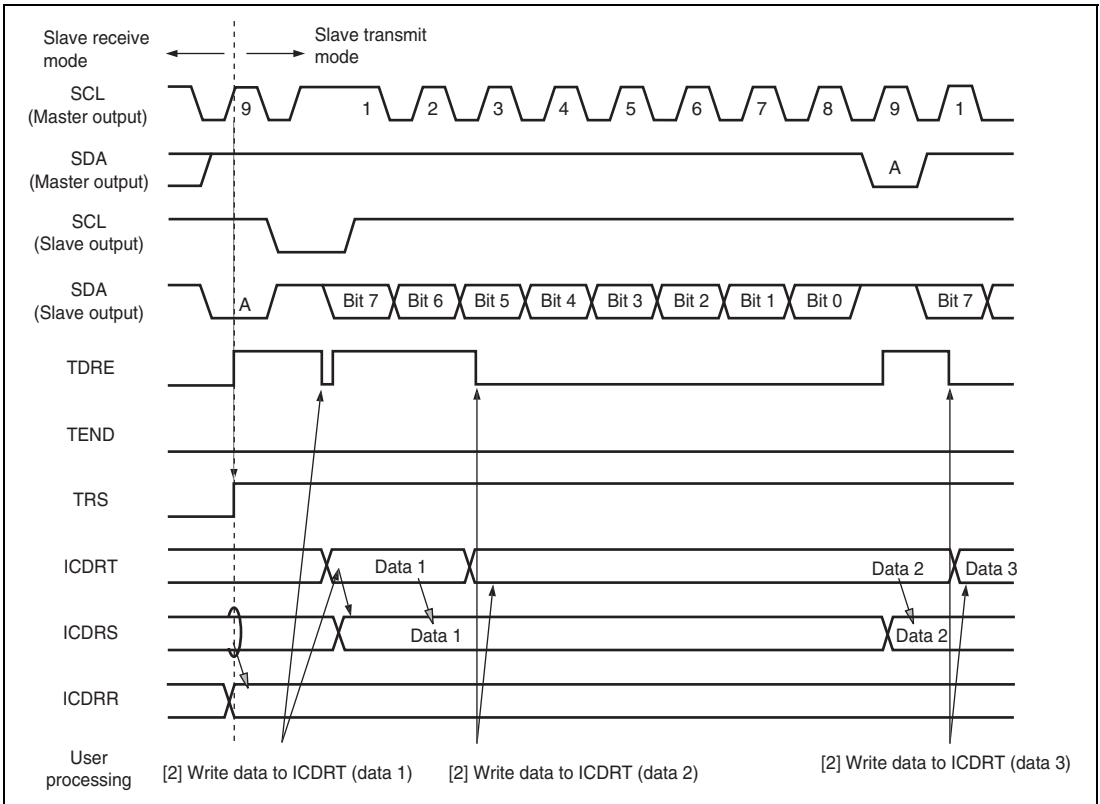 Slave receive
mode
Slave transmit
mode
SCL
(Master output)
9 1 2 3 4 5 6 7 8 9 1
SDA
(Master output)
A
SCL
(Slave output)
SDA
(Slave output)
A Bit 7 Bit 6 Bit 5 Bit 4 Bit 3 Bit 2 Bit 1 Bit 0 Bit 7
TDRE
TEND
TRS
ICDRT
Data 1 Data 2 Data 3
ICDRS
Data 1 Data 2
ICDRR
User
processing
[2] Write data to ICDRT (data 1) [2] Write data to ICDRT (data 2) [2] Write data to ICDRT (data 3)